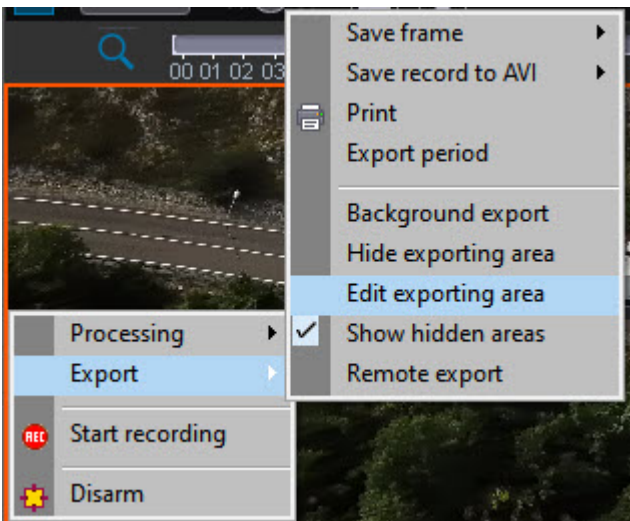 00 01 02 03
Save frame
Save record to AVI
Print
Export period
Background export
Hide exporting area
Edit exporting area
Show hidden areas
Remote export
Processing
Export
REC Start recording
Disarm